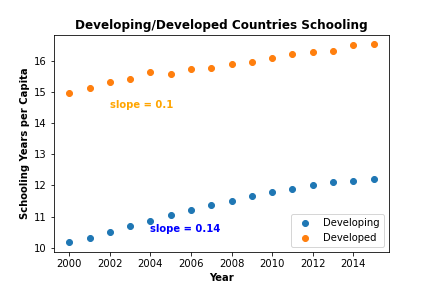 Developing/Developed Countries Schooling
Schooling Years per Capita
16
15
14
13
12
11
10
slope = 0.1
slope = 0.14
Developing
Developed
2000 2002 2004 2006 2008 2010 2012 2014
Year